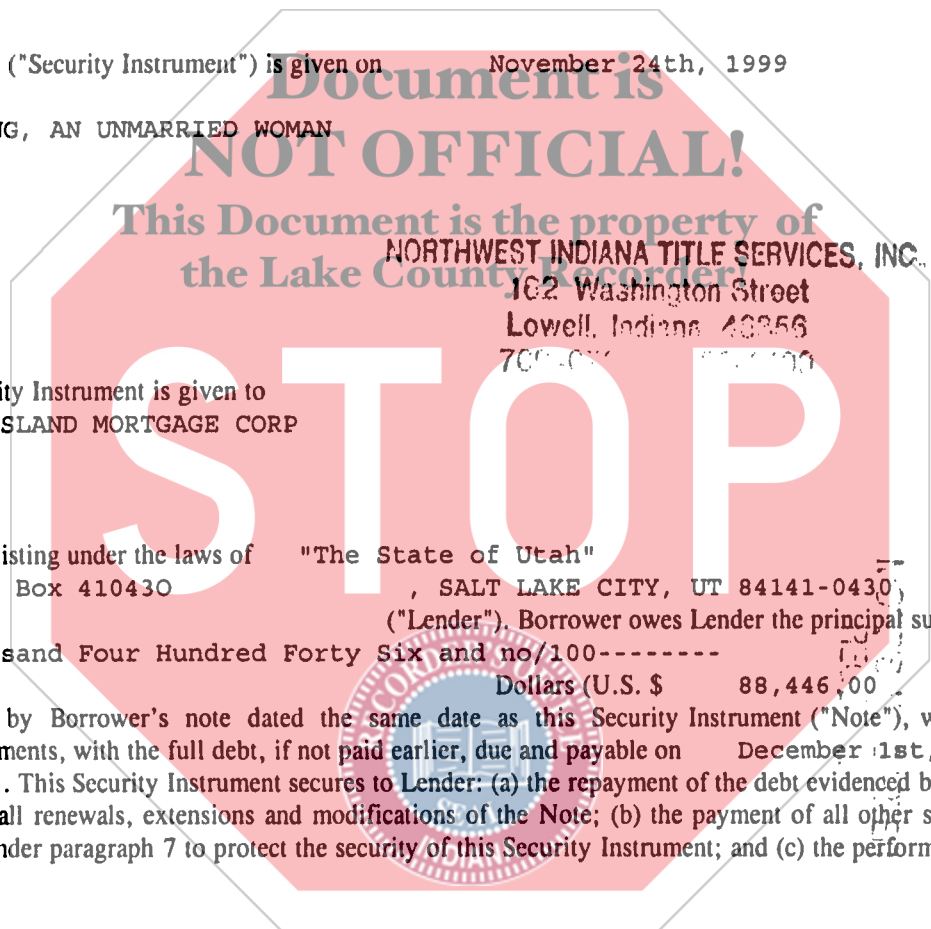 ("Security Instrument") is given on November 24th, 1999
Document is
NG, AN UNMARRIED WOMAN
NOT OFFICIAL!
This Document is the property of
NORTHWEST INDIANA TITLE SERVICES, INC.
the Lake County Recorder!
162 Washington Street
Lowell, Indiana 46356
ity Instrument is given to
SLAND MORTGAGE CORP
STOP
isting under the laws of "The State of Utah"
Box 410430 , SALT LAKE CITY, UT 84141-0430
("Lender"). Borrower owes Lender the principal su
sand Four Hundred Forty Six and no/100--------
Dollars (U.S. $ 88,446.00
by Borrower's note dated the same date as this Security Instrument ("Note"), w
ments, with the full debt, if not paid earlier, due and payable on December 1st,
. This Security Instrument secures to Lender: (a) the repayment of the debt evidenced b
all renewals, extensions and modifications of the Note; (b) the payment of all other s
nder paragraph 7 to protect the security of this Security Instrument; and (c) the perform
SEAL